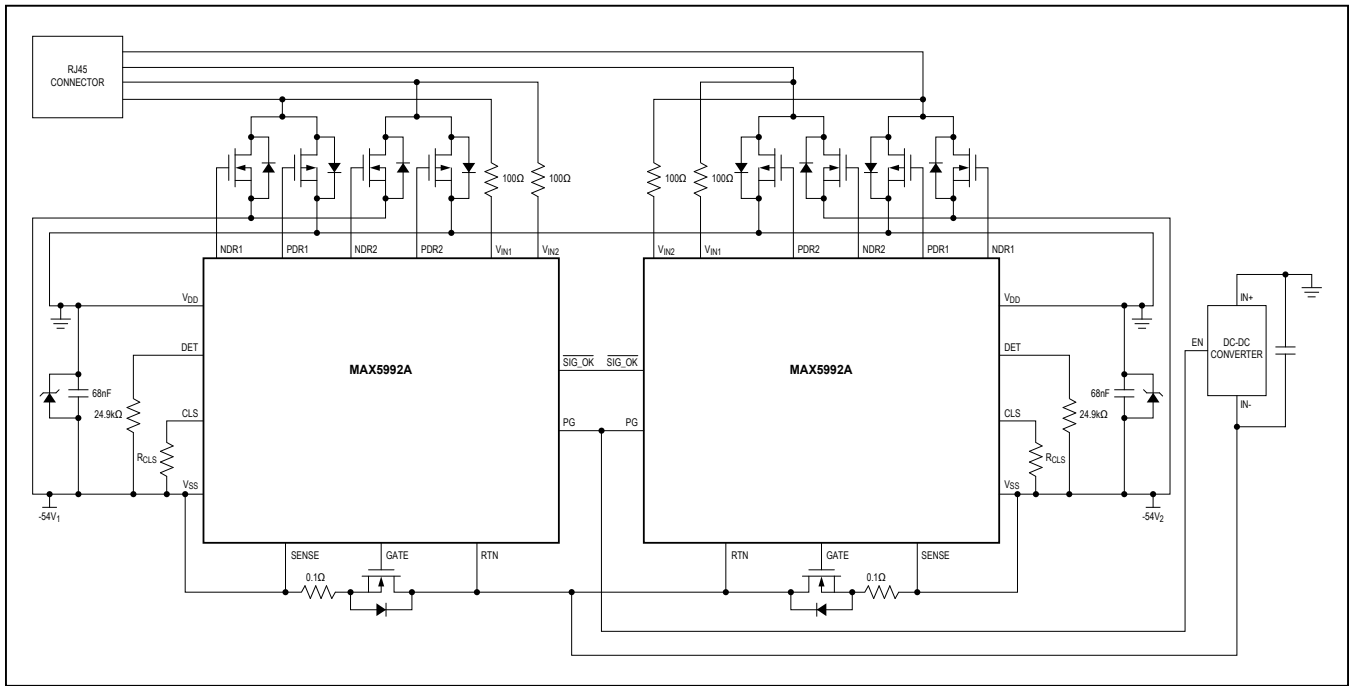 RJ45
CONNECTOR
100Ω
100Ω
100Ω
100Ω
NDR1
PDR1
NDR2
PDR2
VIN1
VIN2
VIN2
VIN1
PDR2
NDR2
PDR1
NDR1
VDD
DET
CLS
VSS
68nF
24.9kΩ
RCLS
-54V1
MAX5992A
SIG_OK
PG
SENSE
GATE
RTN
0.1Ω
SIG_OK
PG
MAX5992A
VDD
DET
CLS
VSS
68nF
24.9kΩ
RCLS
-54V2
RTN
GATE
SENSE
0.1Ω
IN+
EN
DC-DC
CONVERTER
IN-